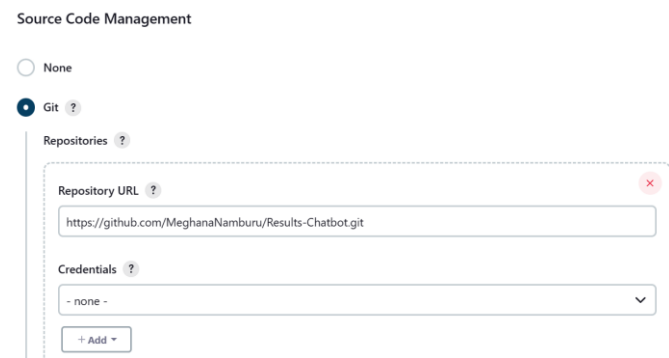 Source Code Management
None
Git ?
Repositories ?
Repository URL ?
https://github.com/MeghanaNamburu/Results-Chatbot.git
Credentials ?
- none -
+ Add